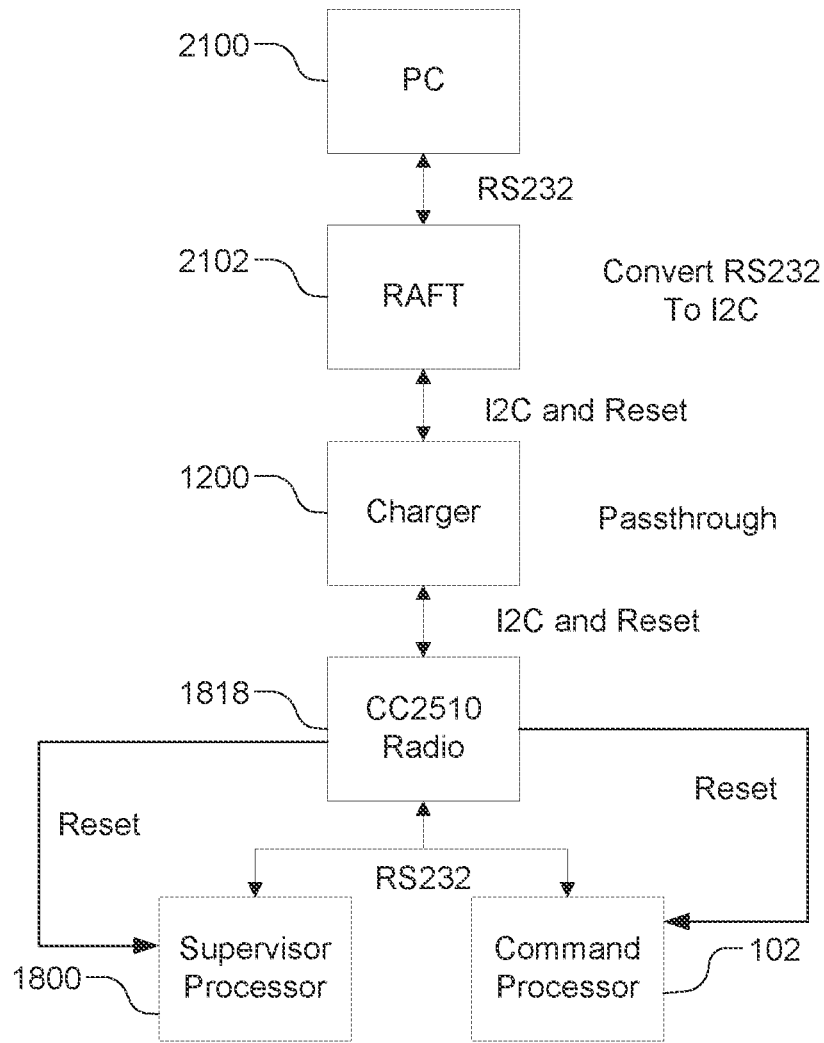 2100
PC
RS232
2102
RAFT
Convert RS232
To I2C
I2C and Reset
1200
Charger
Passthrough
I2C and Reset
1818
CC2510
Radio
Reset
Reset
RS232
Supervisor
Processor
1800
Command
Processor
102